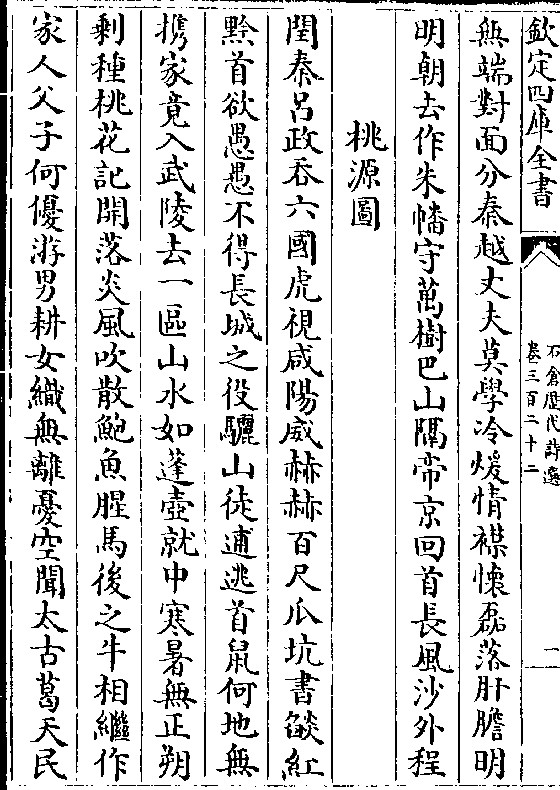 欽定四庫全書
石倉歷代詩選
卷三百二十二
一
無端對面分秦越丈夫莫學冷煖情襟懐磊落肝膽明
明朝去作朱幡守萬樹巴山隔帝京回首長風沙外程
桃源圖
閏秦吕政吞六國虎視咸陽威赫赫百尺瓜坑書燄紅
黔首欲愚愚不得長城之役驪山徒逋逃首鼠何地無
携家竟入武陵去一區山水如蓬壺就中寒暑無正朔
剩種桃花記開落炎風吹散鮑魚腥馬後之牛相繼作
家人父子何優游男耕女織無離憂空聞太古葛天民